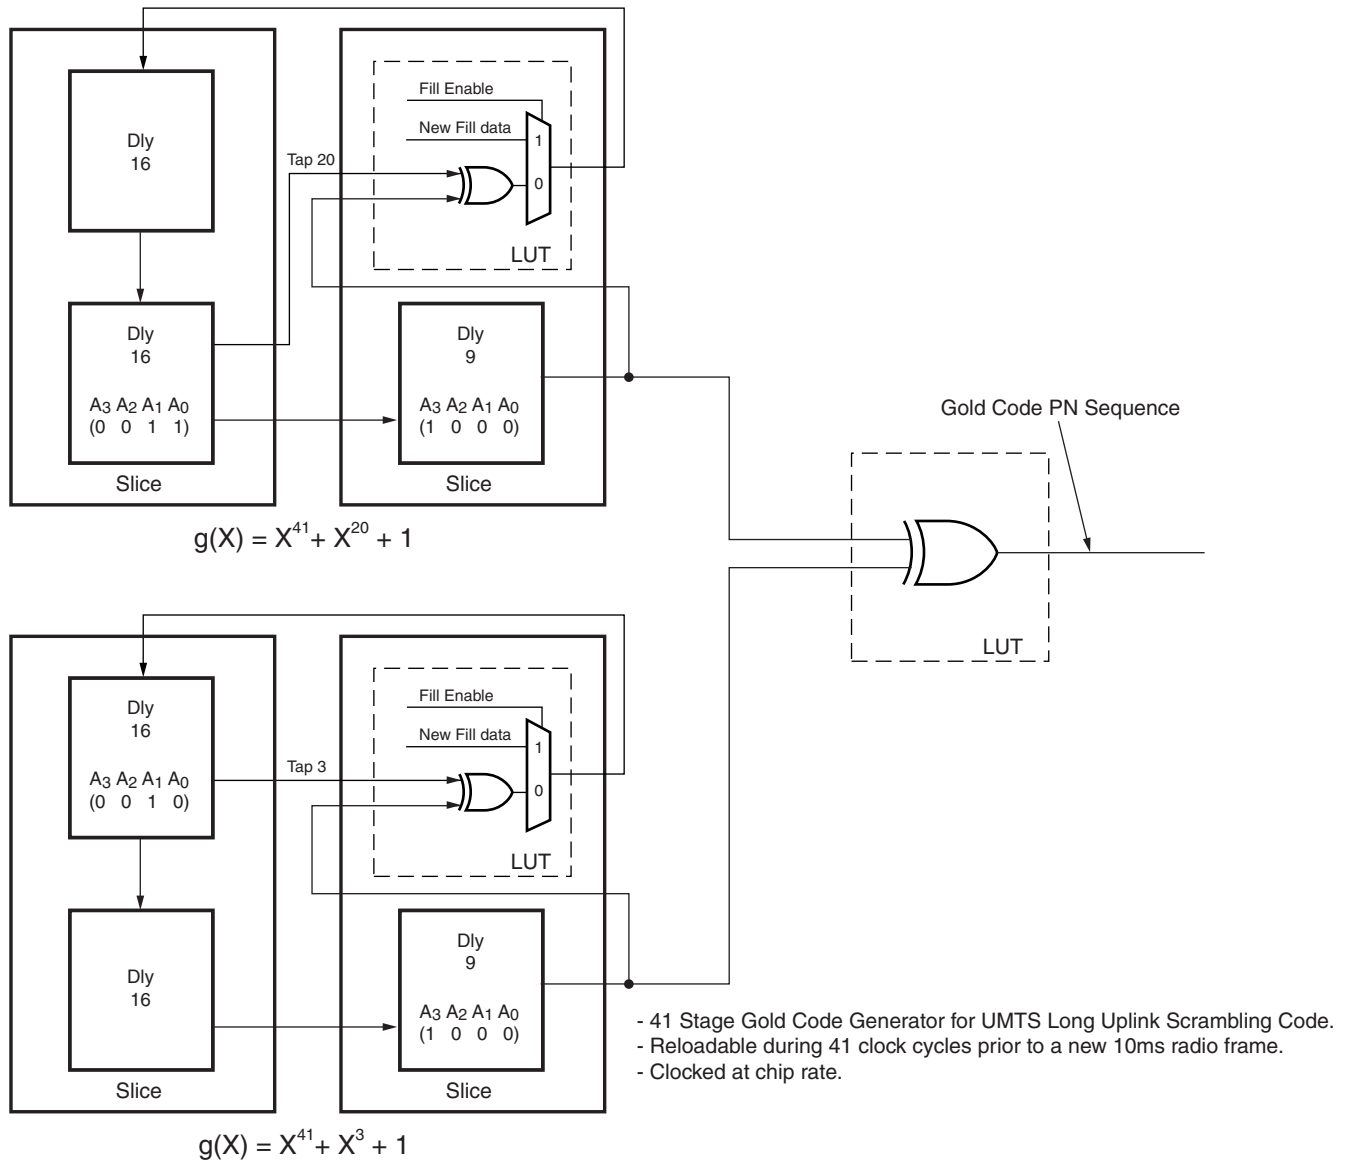 Dly
16
Dly
16
A3 A2 A1 A0
(0 0 1 1)
Slice
Tap 20
Fill Enable
New Fill data
1
0
LUT
Dly
9
A3 A2 A1 A0
(1 0 0 0)
Slice
g(X) = X^41 + X^20 + 1
Gold Code PN Sequence
LUT
Dly
16
A3 A2 A1 A0
(0 0 1 0)
Dly
16
Slice
Tap 3
Fill Enable
New Fill data
1
0
LUT
Dly
9
A3 A2 A1 A0
(1 0 0 0)
Slice
g(X) = X^41 + X^3 + 1
- 41 Stage Gold Code Generator for UMTS Long Uplink Scrambling Code.
- Reloadable during 41 clock cycles prior to a new 10ms radio frame.
- Clocked at chip rate.